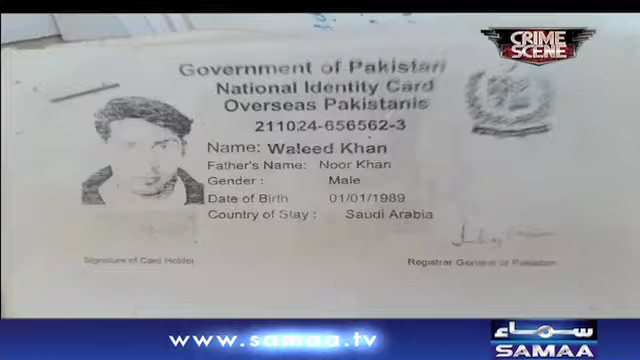 CRIME
SCENE
Government of Pakistan
National Identity Card
Overseas Pakistanis
211024-656562-3
Name: Waleed Khan
Father's Name: Noor Khan
Gender : Male
Date of Birth 01/01/1989
Country of Stay : Saudi Arabia
Signature of Card Holder
Registrar General of Pakistan
www.samaa.tv
سماء
SAMAA